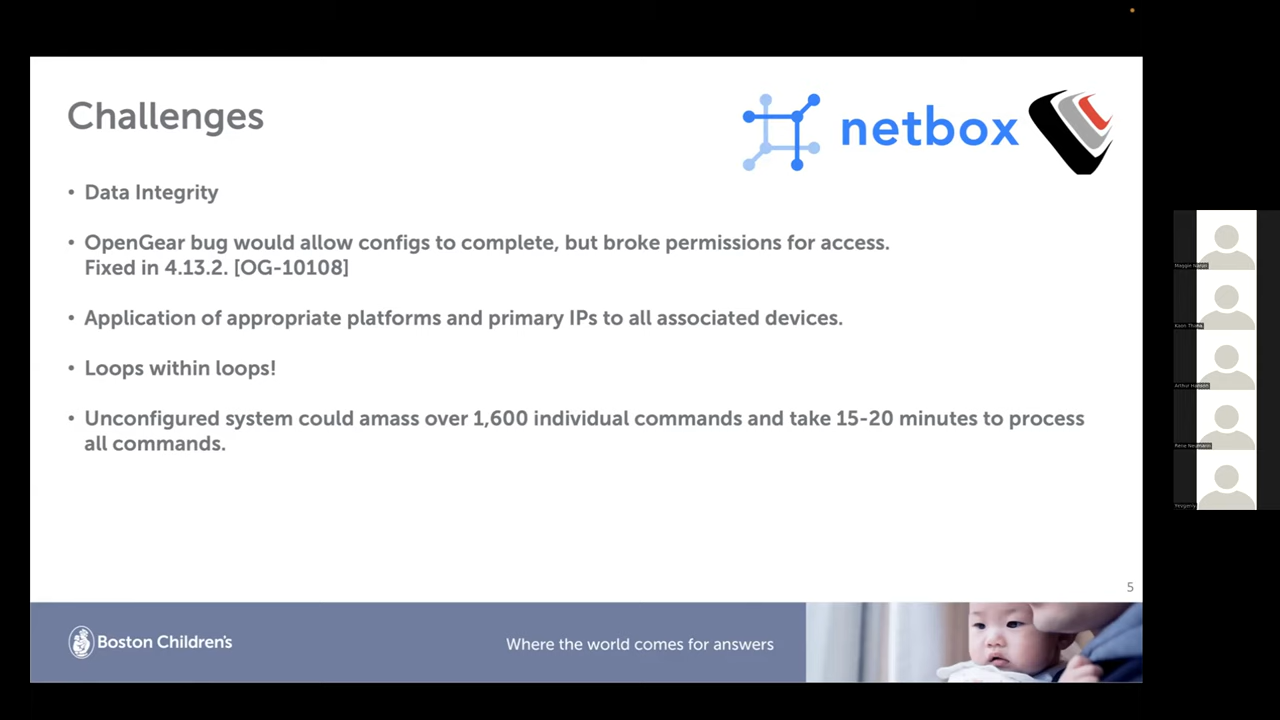 Challenges
netbox
• Data Integrity
• OpenGear bug would allow configs to complete, but broke permissions for access.
Fixed in 4.13.2. [OG-10108]
• Application of appropriate platforms and primary IPs to all associated devices.
• Loops within loops!
• Unconfigured system could amass over 1,600 individual commands and take 15-20 minutes to process
all commands.
5
Boston Children's
Where the world comes for answers